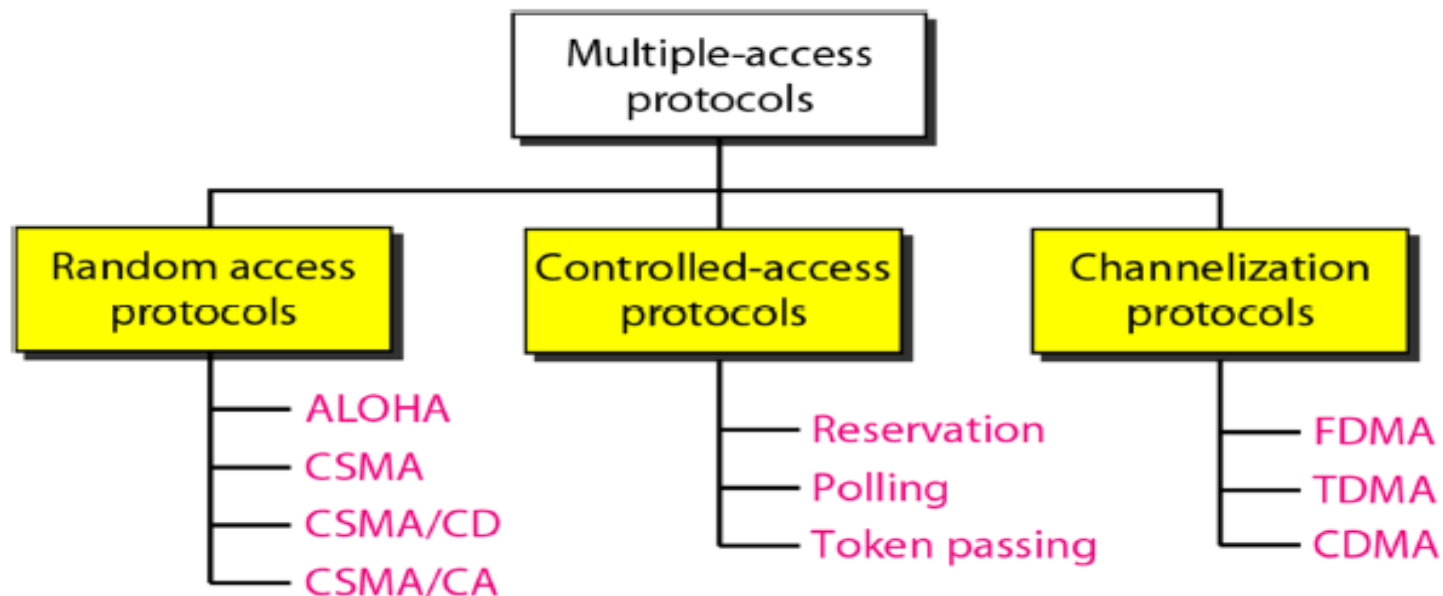 Multiple-access
protocols
Random access
protocols
Controlled-access
protocols
Channelization
protocols
ALOHA
CSMA
CSMA/CD
CSMA/CA
Reservation
Polling
Token passing
FDMA
TDMA
CDMA